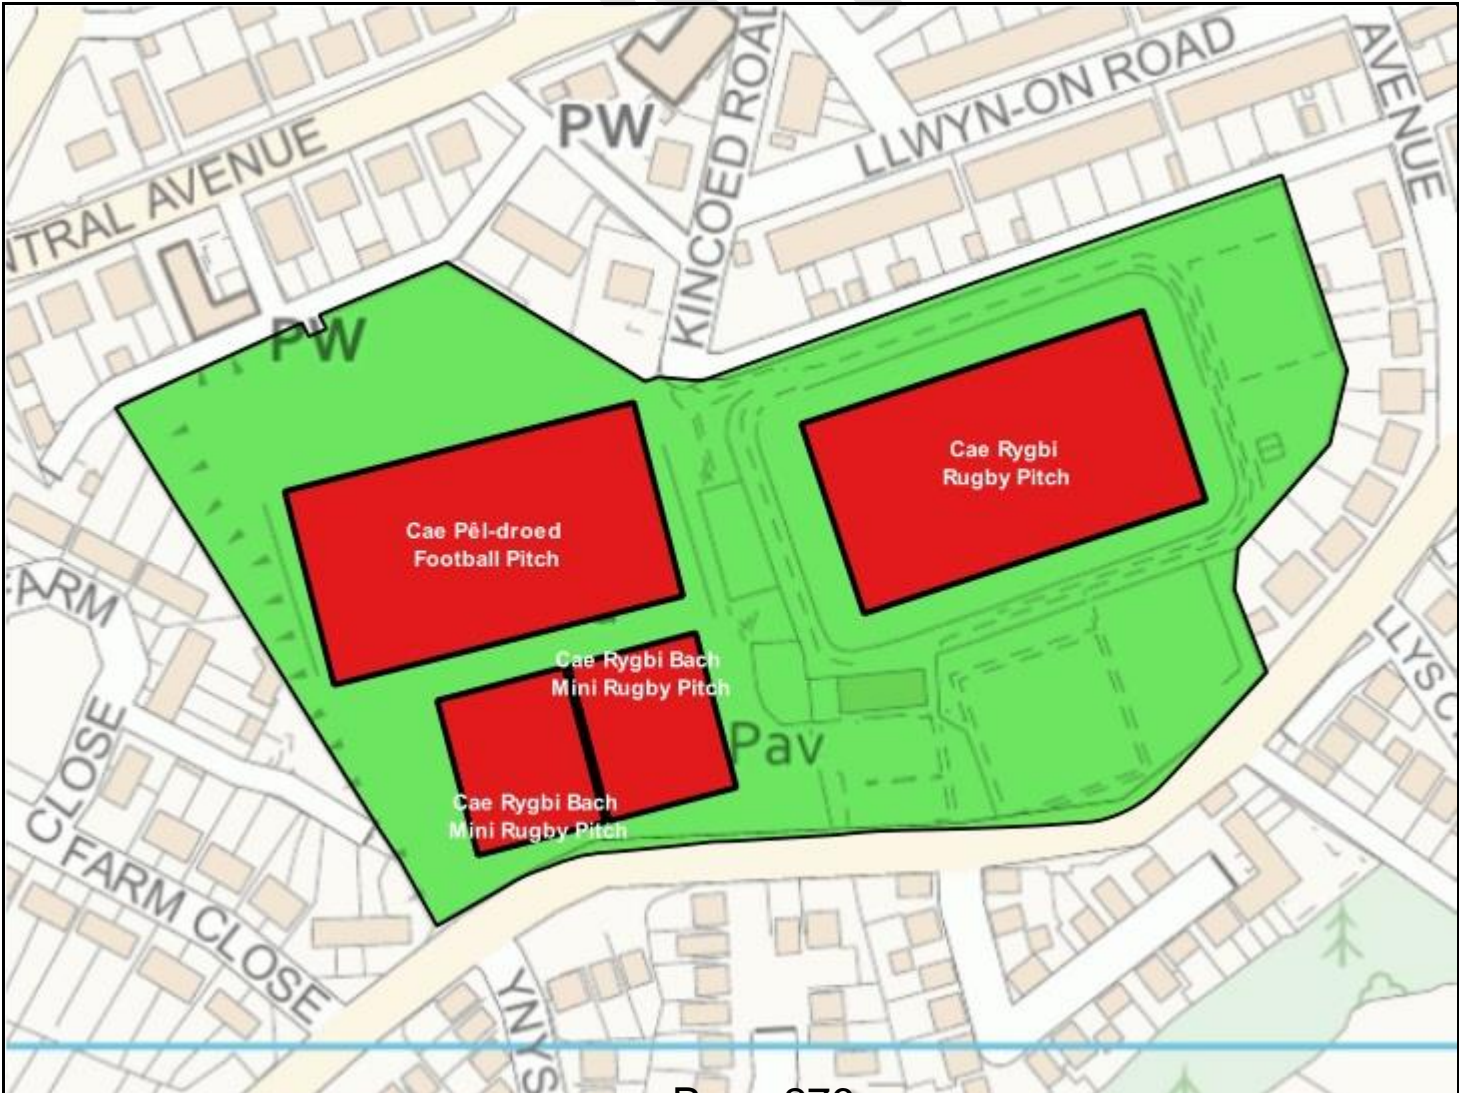 PW
KINCOED ROAD
LLWYN-ON ROAD
AVENUE
NTRAL AVENUE
PW
Cae Rygbi
Rugby Pitch
Cae Pêl-droed
Football Pitch
FARM
CLOSE
Cae Rygbi Bach
Mini Rugby Pitch
Pav
Cae Rygbi Bach
Mini Rugby Pitch
FARM CLOSE
YNYS